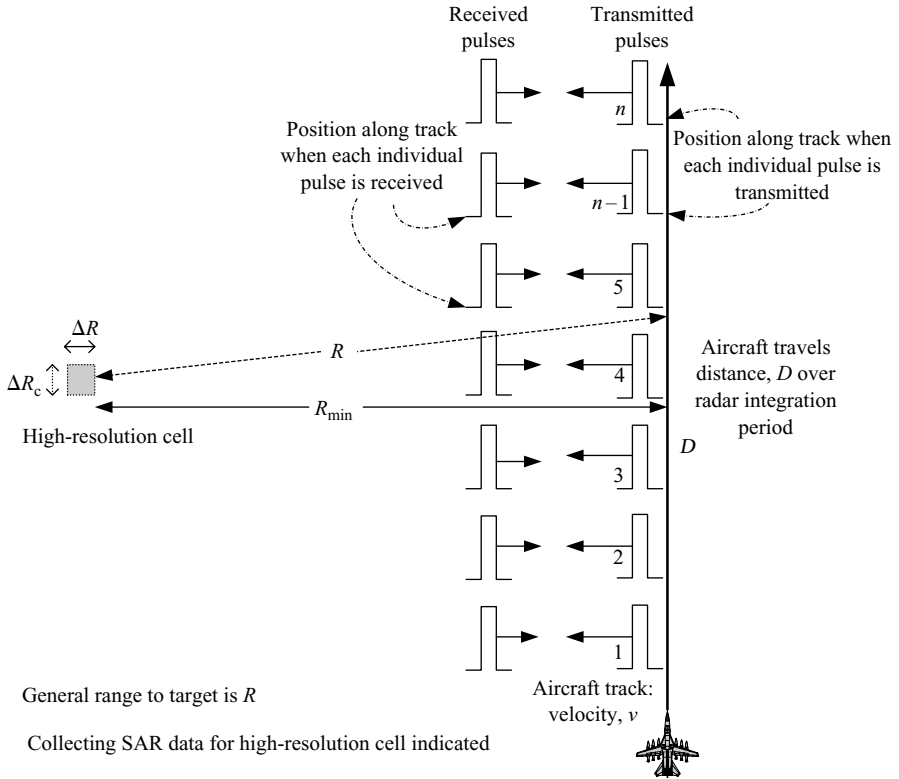 Received
pulses
Transmitted
pulses
n
Position along track
when each individual
pulse is received
Position along track when
each individual pulse is
transmitted
n – 1
5
ΔR
R
ΔRc
4
Aircraft travels
distance, D over
radar integration
period
Rmin
High-resolution cell
D
3
2
1
General range to target is R
Aircraft track:
velocity, v
Collecting SAR data for high-resolution cell indicated